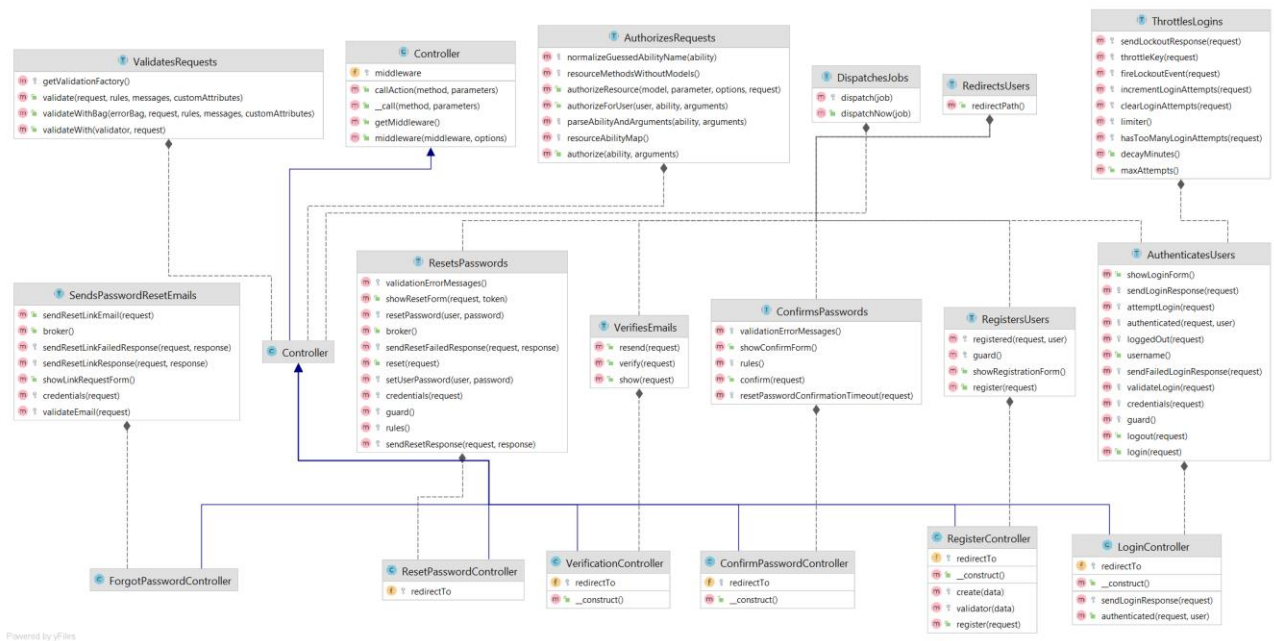 ValidatesRequests
getValidationFactory()
validate(request, rules, messages, customAttributes)
validateWithBag(errorBag, request, rules, messages, customAttributes)
validateWith(validator, request)
Controller
middleware
callAction(method, parameters)
__call(method, parameters)
getMiddleware()
middleware(middleware, options)
AuthorizesRequests
normalizeGuessedAbilityName(ability)
resourceMethodsWithoutModels()
authorizeResource(model, parameter, options, request)
authorizeForUser(user, ability, arguments)
parseAbilityAndArguments(ability, arguments)
resourceAbilityMap()
authorize(ability, arguments)
DispatchesJobs
dispatch(job)
dispatchNow(job)
RedirectsUsers
redirectPath()
ThrottlesLogins
sendLockoutResponse(request)
throttleKey(request)
fireLockoutEvent(request)
incrementLoginAttempts(request)
clearLoginAttempts(request)
limiter()
hasTooManyLoginAttempts(request)
decayMinutes()
maxAttempts()
SendsPasswordResetEmails
sendResetLinkEmail(request)
broker()
sendResetLinkFailedResponse(request, response)
sendResetLinkResponse(request, response)
showLinkRequestForm()
credentials(request)
validateEmail(request)
Controller
ResetsPasswords
validationErrorMessages()
showResetForm(request, token)
resetPassword(user, password)
broker()
sendResetFailedResponse(request, response)
reset(request)
setUserPassword(user, password)
credentials(request)
guard()
rules()
sendResetResponse(request, response)
VerifiesEmails
resend(request)
verify(request)
show(request)
ConfirmsPasswords
validationErrorMessages()
showConfirmForm()
rules()
confirm(request)
resetPasswordConfirmationTimeout(request)
RegistersUsers
registered(request, user)
guard()
showRegistrationForm()
register(request)
AuthenticatesUsers
showLoginForm()
sendLoginResponse(request)
attemptLogin(request)
authenticated(request, user)
loggedOut(request)
username()
sendFailedLoginResponse(request)
validateLogin(request)
credentials(request)
guard()
logout(request)
login(request)
ForgotPasswordController
ResetPasswordController
redirectTo
VerificationController
redirectTo
__construct()
ConfirmPasswordController
redirectTo
__construct()
RegisterController
redirectTo
__construct()
create(data)
validator(data)
register(request)
LoginController
redirectTo
__construct()
sendLoginResponse(request)
authenticated(request, user)
Powered by yFiles